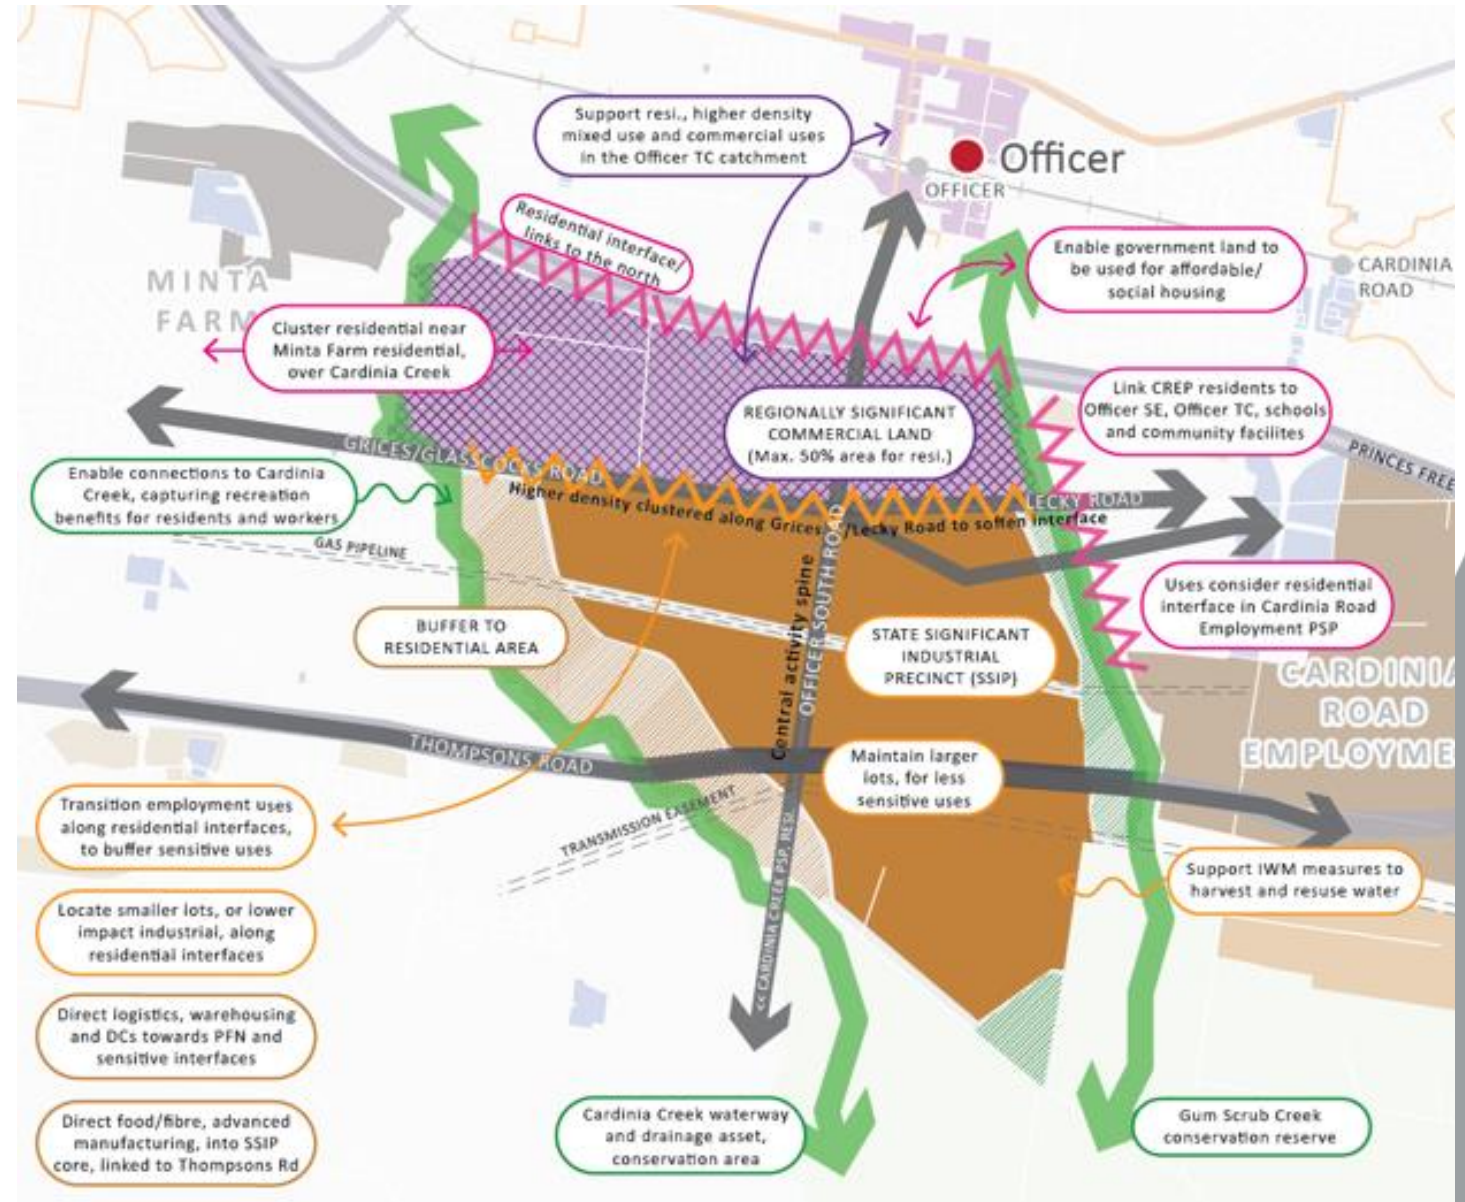 Support resi., higher density
mixed use and commercial uses
in the Officer TC catchment
Officer
OFFICER
Residential interface/
links to the north
Enable government land to
be used for affordable/
social housing
CARDINIA
ROAD
MINTA
FARM
Cluster residential near
Minta Farm residential,
over Cardinia Creek
REGIONALLY SIGNIFICANT
COMMERCIAL LAND
(Max. 50% area for resi.)
Link CREP residents to
Officer SE, Officer TC, schools
and community facilites
PRINCES FREE
GRICES/GLASSCOCKS ROAD
LECKY ROAD
Higher density clustered along Grices /Lecky Road to soften interface
Enable connections to Cardinia
Creek, capturing recreation
benefits for residents and workers
GAS PIPELINE
Uses consider residential
interface in Cardinia Road
Employment PSP
BUFFER TO
RESIDENTIAL AREA
STATE SIGNIFICANT
INDUSTRIAL
PRECINCT (SSIP)
Central activity spine
OFFICER SOUTH ROAD
CARDINIA
ROAD
EMPLOYME
THOMPSONS ROAD
Maintain larger
lots, for less
sensitive uses
Transition employment uses
along residential interfaces,
to buffer sensitive uses
TRANSMISSION EASEMENT
<< CARDINIA CREEK PSP, RESI.
Support IWM measures to
harvest and resuse water
Locate smaller lots, or lower
impact industrial, along
residential interfaces
Direct logistics, warehousing
and DCs towards PFN and
sensitive interfaces
Direct food/fibre, advanced
manufacturing, into SSIP
core, linked to Thompsons Rd
Cardinia Creek waterway
and drainage asset,
conservation area
Gum Scrub Creek
conservation reserve